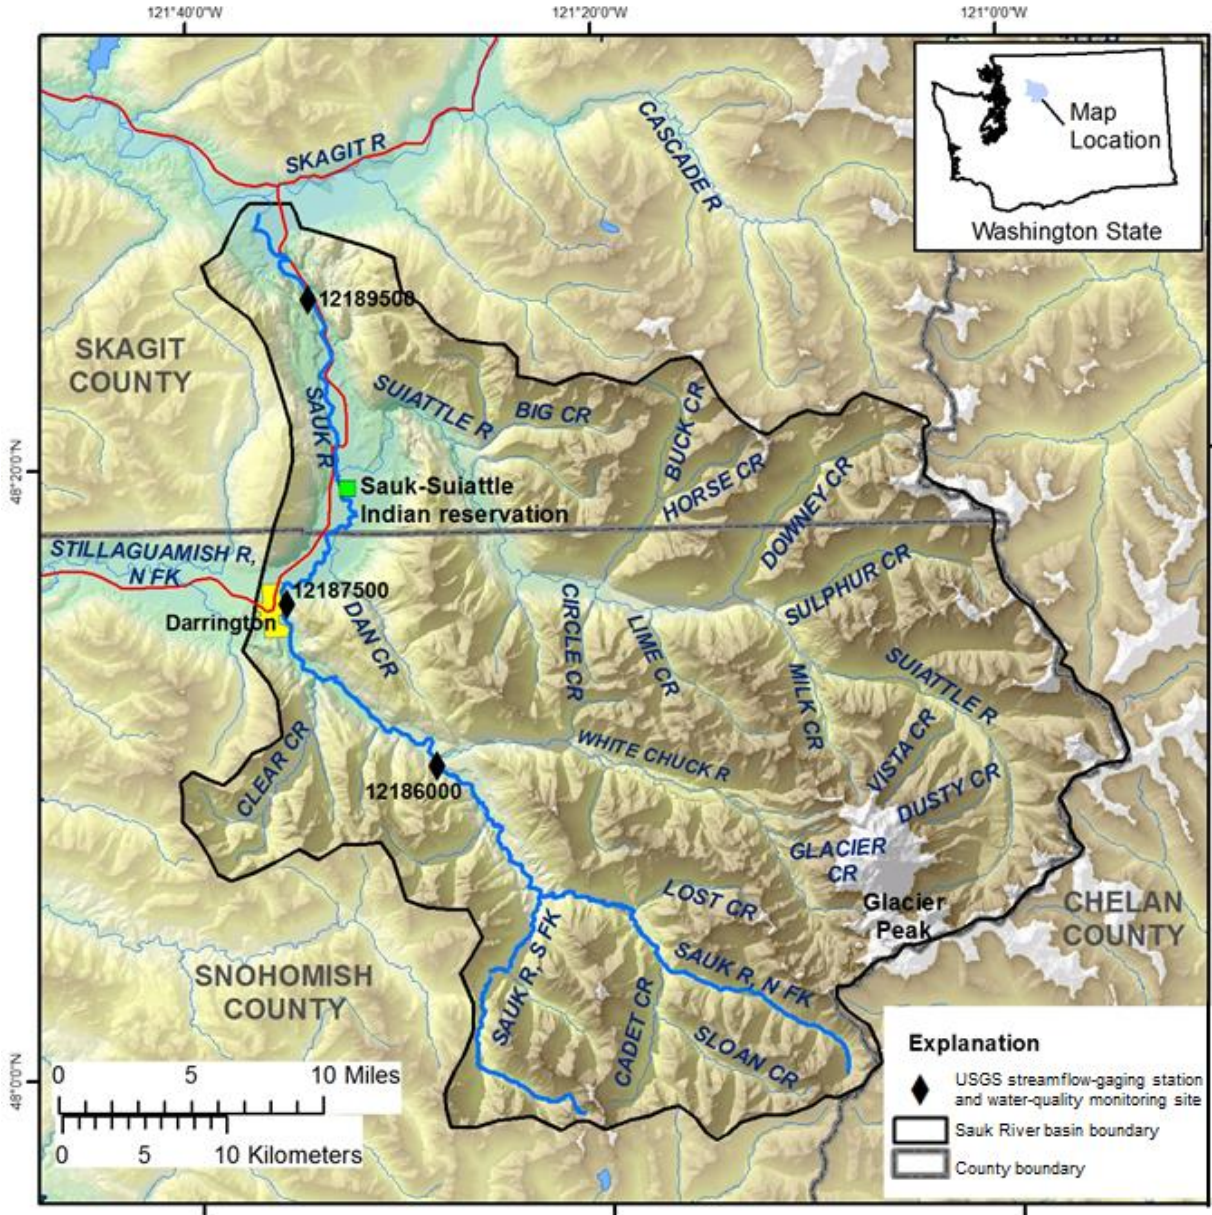 121°40'0"W
121°20'0"W
121°0'0"W
CASCADE R
SKAGIT R
Map
Location
Washington State
12189500
SKAGIT
COUNTY
SUIATTLE R
BIG CR
BUCK CR
SAUK R
HORSE CR
DOWNEY CR
48°20'0"N
Sauk-Suiattle
Indian reservation
STILLAGUAMISH R,
N FK
12187500
Darrington
DAN CR
CIRCLE CR
LIME CR
SULPHUR CR
MILK CR
SUIATTLE R
CLEAR CR
WHITE CHUCK R
VISTA CR
DUSTY CR
12186000
GLACIER
CR
LOST CR
Glacier
Peak
CHELAN
COUNTY
SNOHOMISH
COUNTY
SAUK R, S FK
SAUK R, N FK
CADET CR
SLOAN CR
48°0'0"N
0 5 10 Miles
0 5 10 Kilometers
Explanation
USGS streamflow-gaging station
and water-quality monitoring site
Sauk River basin boundary
County boundary